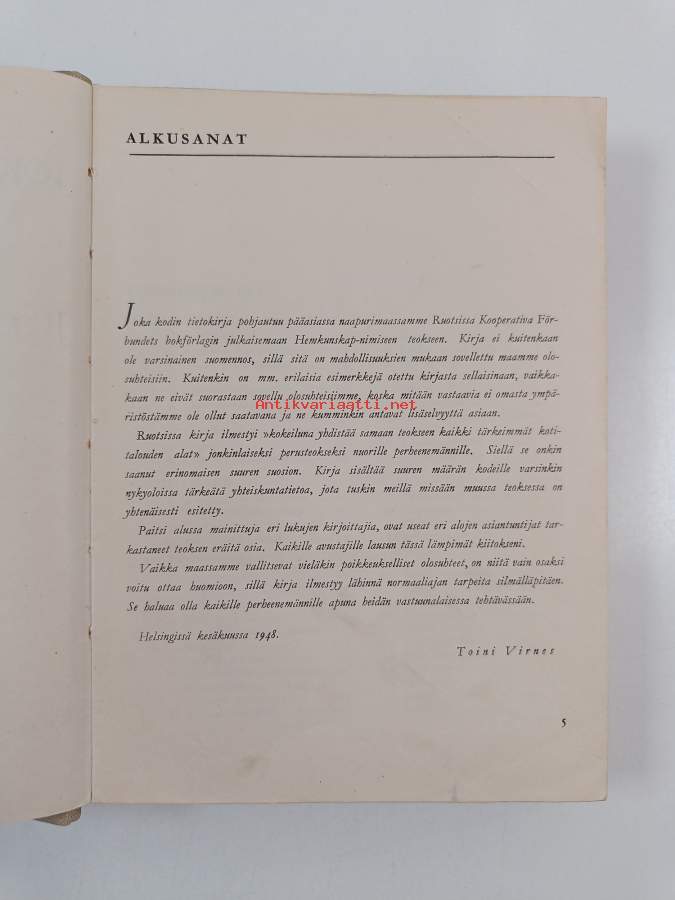 ALKUSANAT
Joka kodin tietokirja pohjautuu pääasiassa naapurimaassamme Ruotsissa Kooperativa För-
bundets bokförlagin julkaisemaan Hemkunskap-nimiseen teokseen. Kirja ei kuitenkaan
ole varsinainen suomennos, sillä sitä on mahdollisuuksien mukaan sovellettu maamme olo-
suhteisiin. Kuitenkin on mm. erilaisia esimerkkejä otettu kirjasta sellaisinaan, vaikka-
kaan ne eivät suorastaan sovellu olosuhteisiimme, koska mitään vastaavia ei omasta ympä-
ristöstämme ole ollut saatavana ja ne kumminkin antavat lisäselvyyttä asiaan.
Antikvariaatti.net
Ruotsissa kirja ilmestyi »kokeiluna yhdistää samaan teokseen kaikki tärkeimmät koti-
talouden alat» jonkinlaiseksi perusteokseksi nuorille perheenemännille. Siellä se onkin
saanut erinomaisen suuren suosion. Kirja sisältää suuren määrän kodeille varsinkin
nykyoloissa tärkeätä yhteiskuntatietoa, jota tuskin meillä missään muussa teoksessa on
yhtenäisesti esitetty.
Paitsi alussa mainittuja eri lukujen kirjoittajia, ovat useat eri alojen asiantuntijat tar-
kastaneet teoksen eräitä osia. Kaikille avustajille lausun tässä lämpimät kiitokseni.
Vaikka maassamme vallitsevat vieläkin poikkeukselliset olosuhteet, on niitä vain osaksi
voitu ottaa huomioon, sillä kirja ilmestyy lähinnä normaaliajan tarpeita silmälläpitäen.
Se haluaa olla kaikille perheenemännille apuna heidän vastuunalaisessa tehtävässään.
Helsingissä kesäkuussa 1948.
Toini Virnes
5